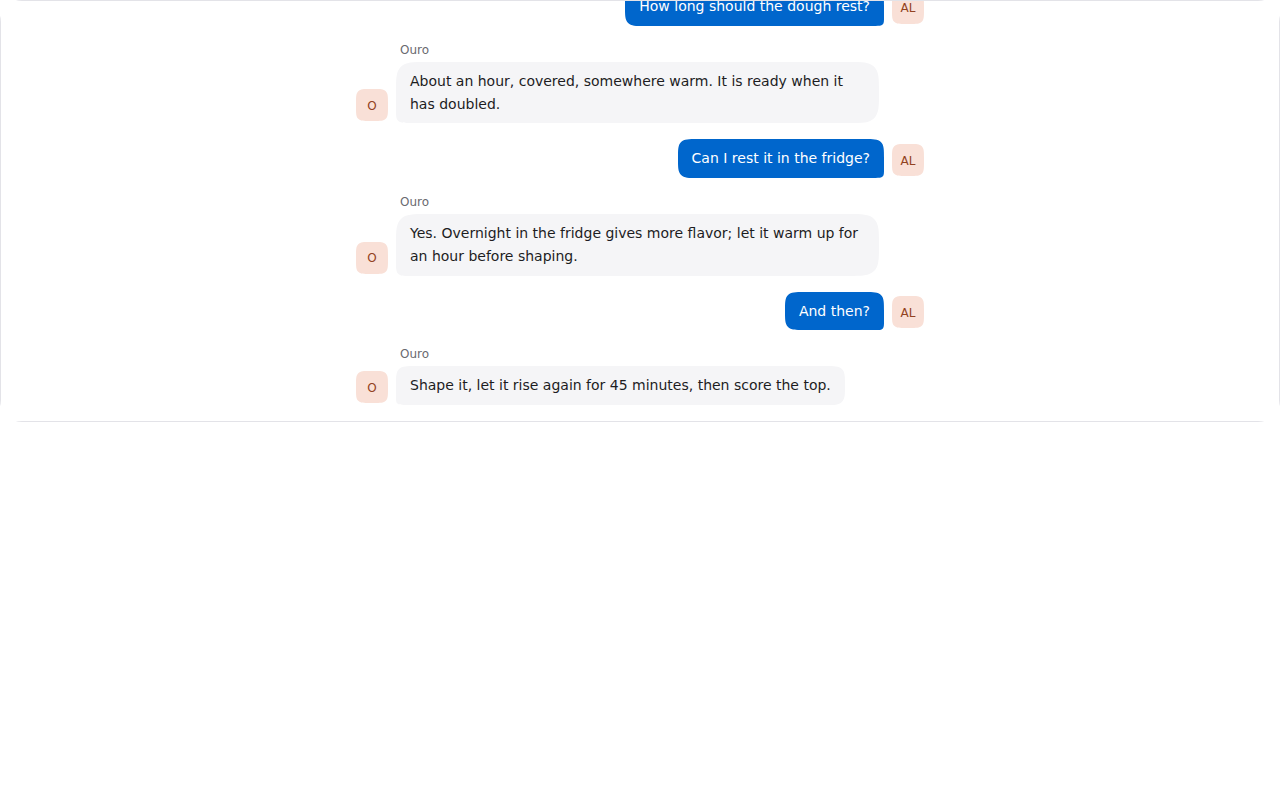 How long should the dough rest?
AL
Ouro
About an hour, covered, somewhere warm. It is ready when it
has doubled.
O
Can I rest it in the fridge?
AL
Ouro
Yes. Overnight in the fridge gives more flavor; let it warm up for
an hour before shaping.
O
And then?
AL
Ouro
Shape it, let it rise again for 45 minutes, then score the top.
O